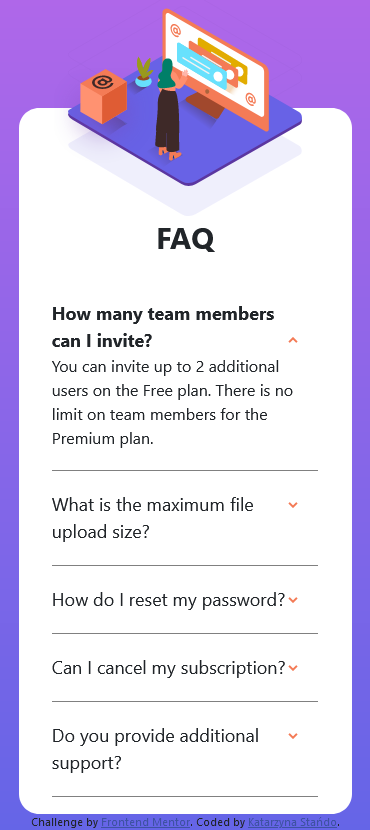 FAQ
How many team members
can I invite?
You can invite up to 2 additional
users on the Free plan. There is no
limit on team members for the
Premium plan.
What is the maximum file
upload size?
How do I reset my password?
Can I cancel my subscription?
Do you provide additional
support?
Challenge by Frontend Mentor. Coded by Katarzyna Stańdo.